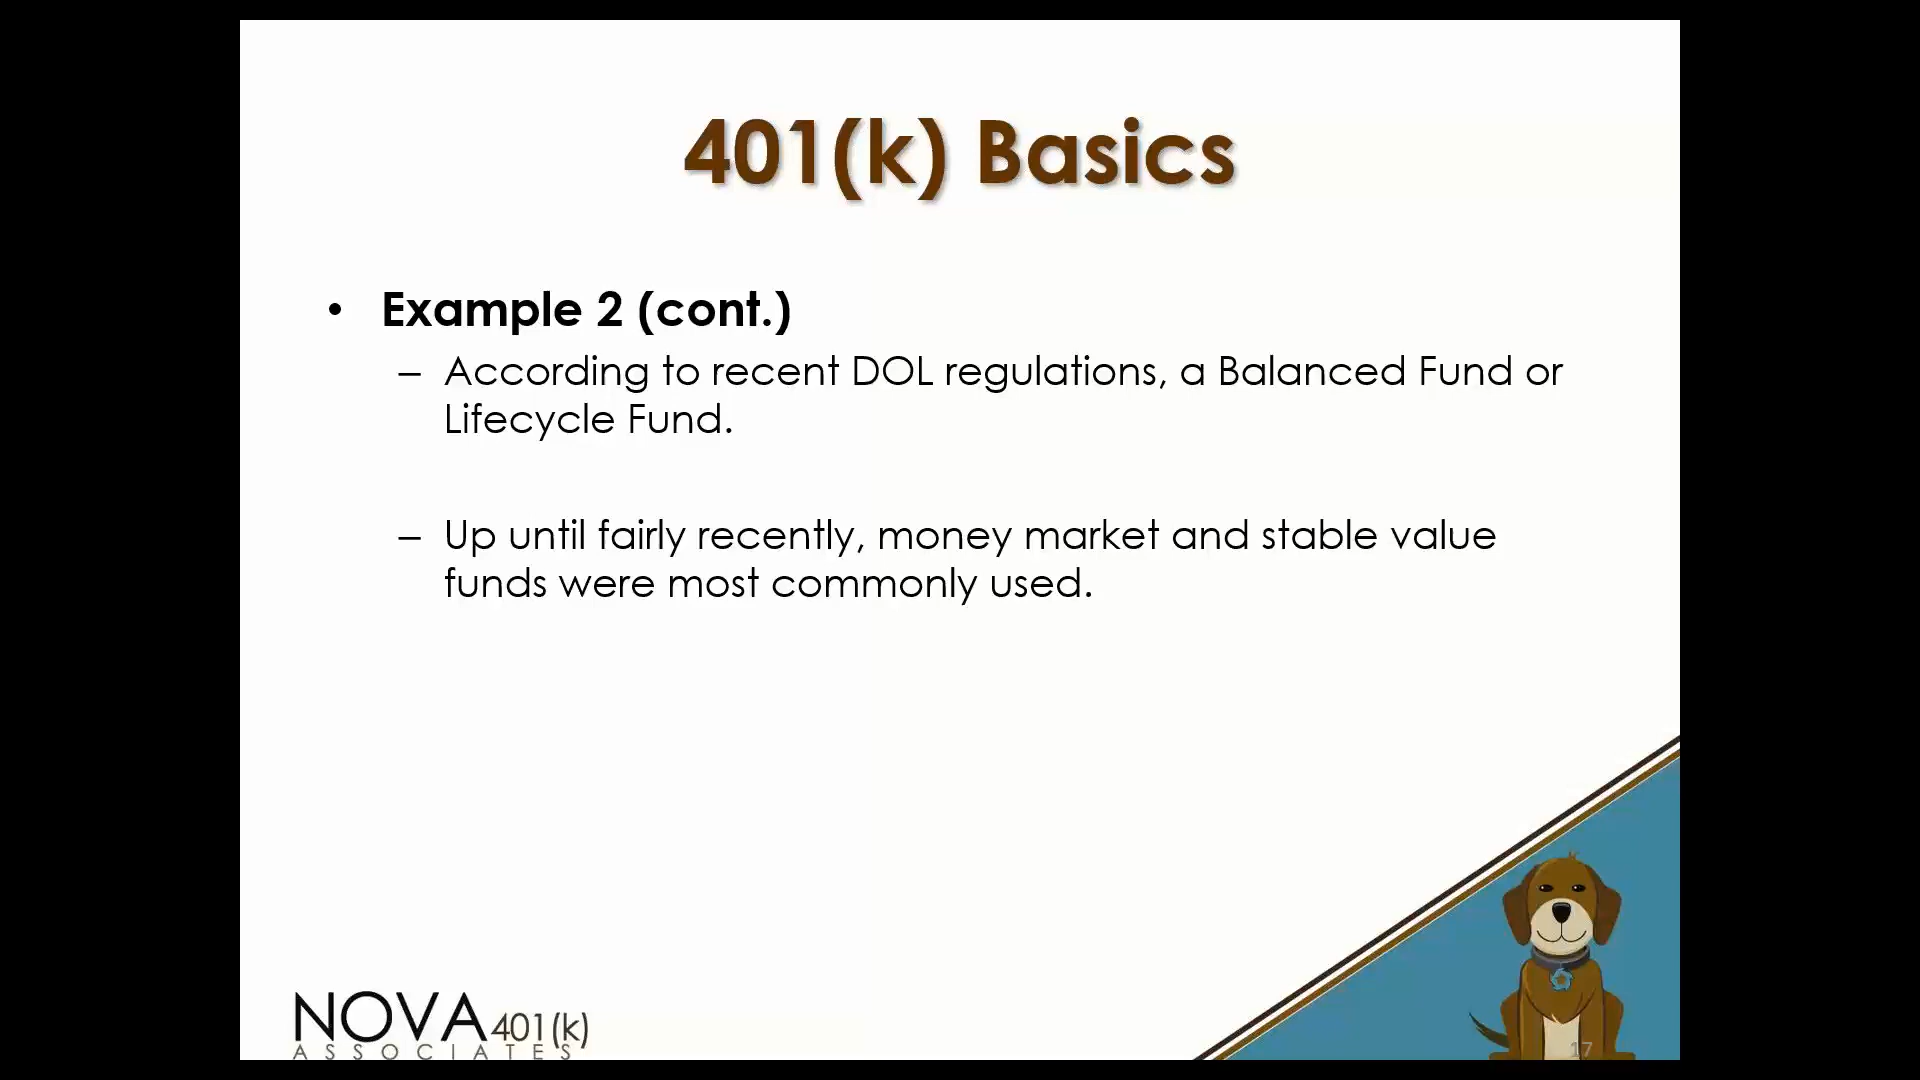 401(k) Basics
• Example 2 (cont.)
– According to recent DOL regulations, a Balanced Fund or
Lifecycle Fund.
– Up until fairly recently, money market and stable value
funds were most commonly used.
NOVA 401(k)
ASSOCIATES
17